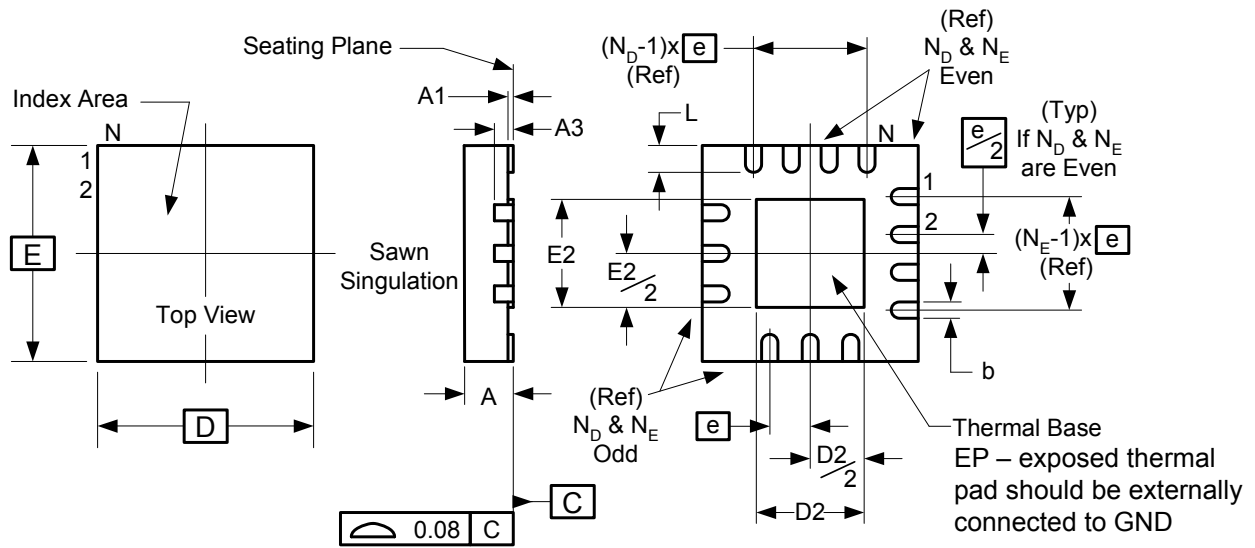 Seating Plane
Index Area
N
1
2
E
Top View
D
A1
A3
Sawn
Singulation
A
0.08 C
C
(N_D-1)x e
(Ref)
(Ref)
N_D & N_E
Even
L
N
e/2
(Typ)
If N_D & N_E
are Even
1
2
(N_E-1)x e
(Ref)
E2
E2/2
b
(Ref)
N_D & N_E
Odd
e
D2/2
D2
Thermal Base
EP – exposed thermal
pad should be externally
connected to GND